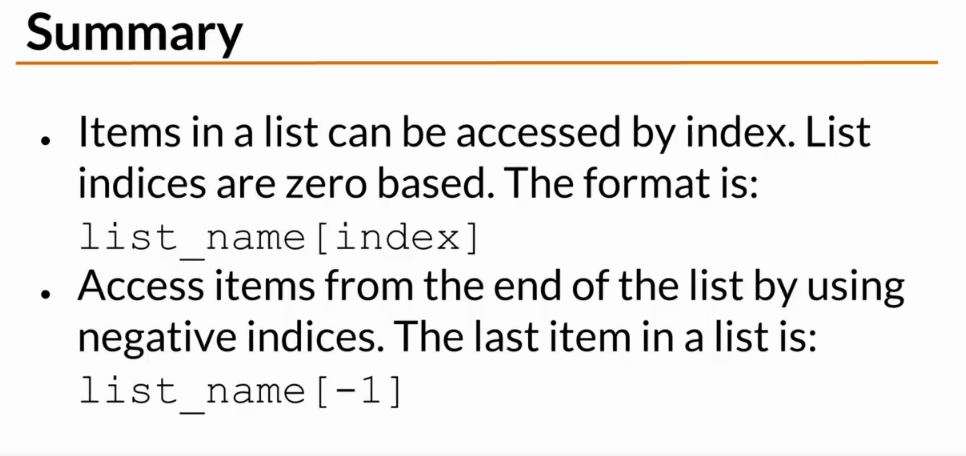 Summary
• Items in a list can be accessed by index. List
indices are zero based. The format is:
list_name[index]
• Access items from the end of the list by using
negative indices. The last item in a list is:
list_name[-1]